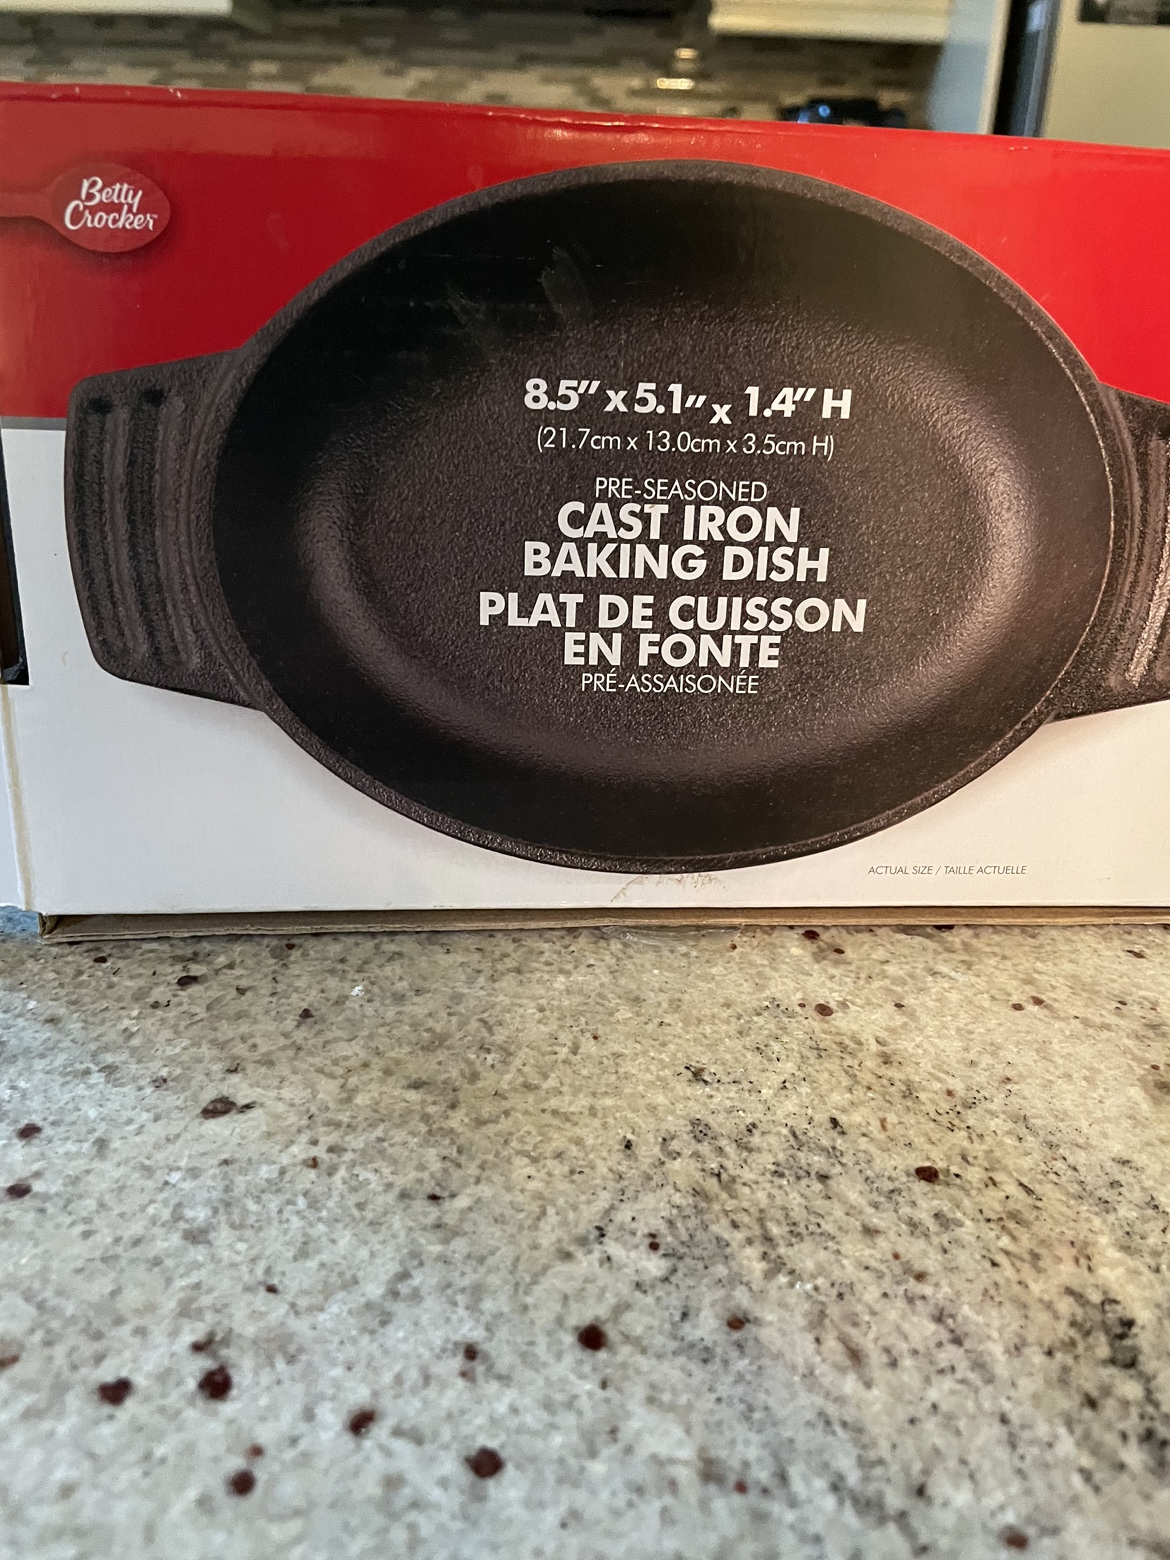 Betty
Crocker
8.5" x 5.1" x 1.4" H
(21.7cm x 13.0cm x 3.5cm H)
PRE-SEASONED
CAST IRON
BAKING DISH
PLAT DE CUISSON
EN FONTE
PRÉ-ASSAISONÉE
ACTUAL SIZE / TAILLE ACTUELLE